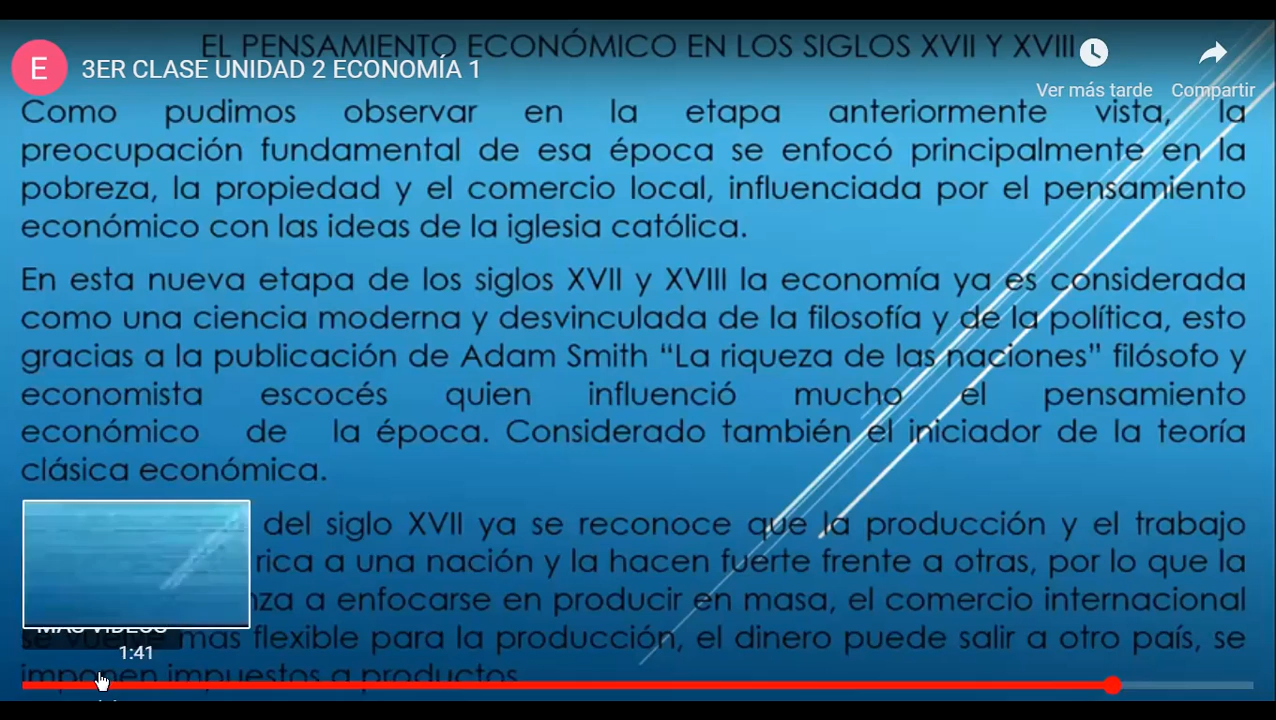 EL PENSAMIENTO ECONÓMICO EN LOS SIGLOS XVII Y XVIII
E
3ER CLASE UNIDAD 2 ECONOMÍA 1
Ver más tarde
Compartir
Como pudimos observar en la etapa anteriormente vista, la
preocupación fundamental de esa época se enfocó principalmente en la
pobreza, la propiedad y el comercio local, influenciada por el pensamiento
económico con las ideas de la iglesia católica.
En esta nueva etapa de los siglos XVII y XVIII la economía ya es considerada
como una ciencia moderna y desvinculada de la filosofía y de la política, esto
gracias a la publicación de Adam Smith “La riqueza de las naciones” filósofo y
economista escocés quien influenció mucho el pensamiento
económico de la época. Considerado también el iniciador de la teoría
clásica económica.
del siglo XVII ya se reconoce que la producción y el trabajo
rica a una nación y la hacen fuerte frente a otras, por lo que la
a enfocarse en producir en masa, el comercio internacional
se vuelve más flexible para la producción, el dinero puede salir a otro país, se
imponen impuestos a productos
MÁS VÍDEOS
1:41